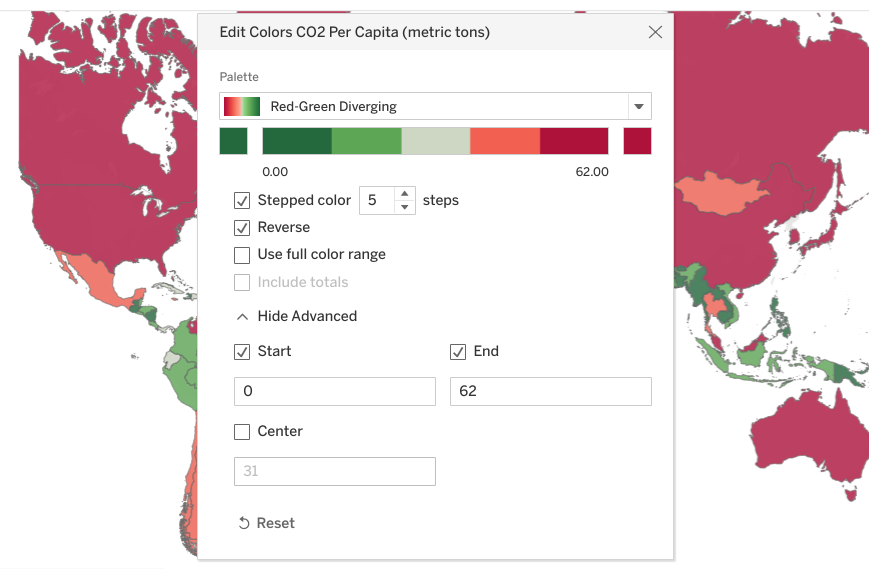 Edit Colors CO2 Per Capita (metric tons)
Palette
Red-Green Diverging
0.00 62.00
Stepped color 5 steps
Reverse
Use full color range
Include totals
Hide Advanced
Start End
0 62
Center
31
Reset